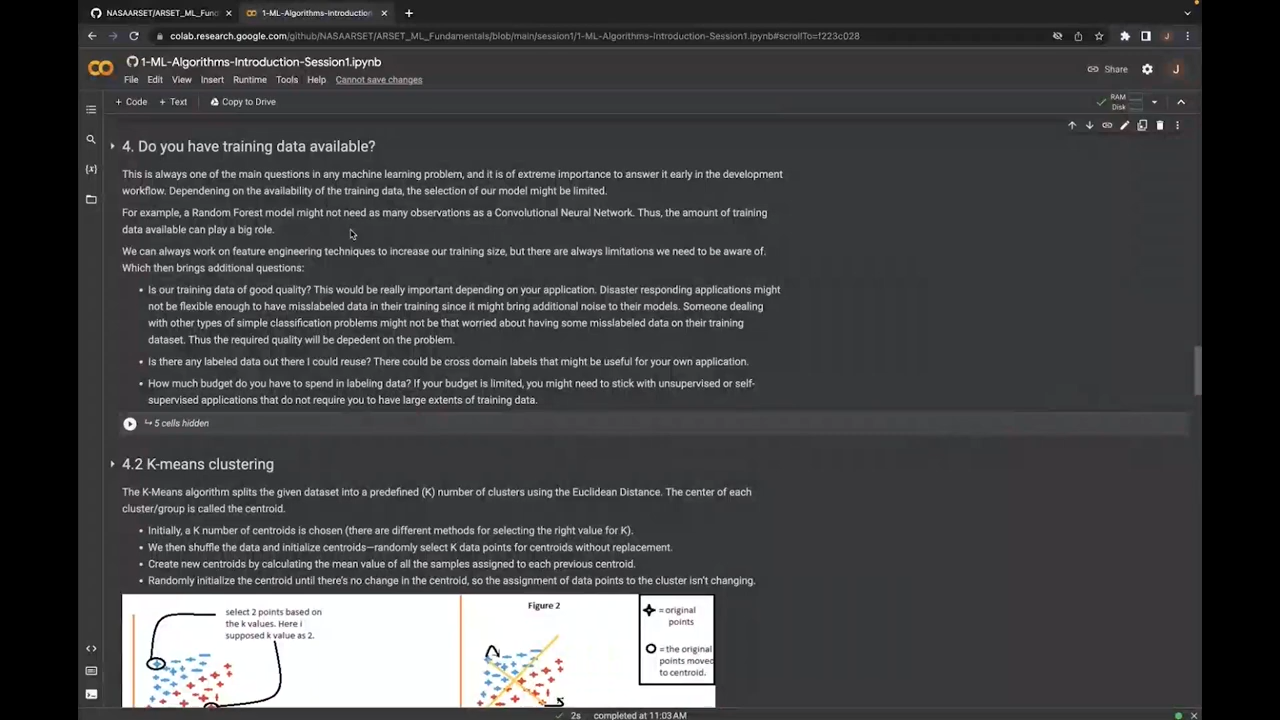 NASAARSET/ARSET_ML_Fund
1-ML-Algorithms-Introduction
colab.research.google.com/github/NASAARSET/ARSET_ML_Fundamentals/blob/main/session1/1-ML-Algorithms-Introduction-Session1.ipynb#scrollTo=f223c028
1-ML-Algorithms-Introduction-Session1.ipynb
Share
J
File Edit View Insert Runtime Tools Help Cannot save changes
+ Code + Text Copy to Drive
RAM
Disk
4. Do you have training data available?
This is always one of the main questions in any machine learning problem, and it is of extreme importance to answer it early in the development
workflow. Dependening on the availability of the training data, the selection of our model might be limited.
For example, a Random Forest model might not need as many observations as a Convolutional Neural Network. Thus, the amount of training
data available can play a big role.
We can always work on feature engineering techniques to increase our training size, but there are always limitations we need to be aware of.
Which then brings additional questions:
• Is our training data of good quality? This would be really important depending on your application. Disaster responding applications might
not be flexible enough to have misslabeled data in their training since it might bring additional noise to their models. Someone dealing
with other types of simple classification problems might not be that worried about having some misslabeled data on their training
dataset. Thus the required quality will be depedent on the problem.
• Is there any labeled data out there I could reuse? There could be cross domain labels that might be useful for your own application.
• How much budget do you have to spend in labeling data? If your budget is limited, you might need to stick with unsupervised or self-
supervised applications that do not require you to have large extents of training data.
5 cells hidden
4.2 K-means clustering
The K-Means algorithm splits the given dataset into a predefined (K) number of clusters using the Euclidean Distance. The center of each
cluster/group is called the centroid.
• Initially, a K number of centroids is chosen (there are different methods for selecting the right value for K).
• We then shuffle the data and initialize centroids—randomly select K data points for centroids without replacement.
• Create new centroids by calculating the mean value of all the samples assigned to each previous centroid.
• Randomly initialize the centroid until there's no change in the centroid, so the assignment of data points to the cluster isn't changing.
select 2 points based on
the k values. Here i
supposed k value as 2.
Figure 2
= original
points
= the original
points moved
to centroid.
2s completed at 11:03 AM